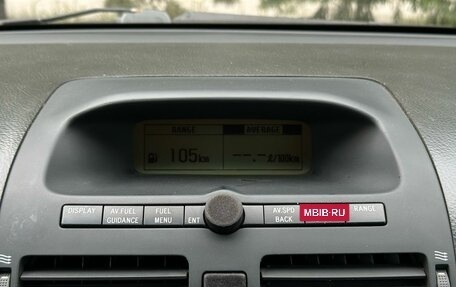 RANGE AVERAGE
105km --.-ℓ/100km
DISPLAY AV.FUEL GUIDANCE FUEL MENU ENT AV.SPD BACK MBIB-RU RANGE